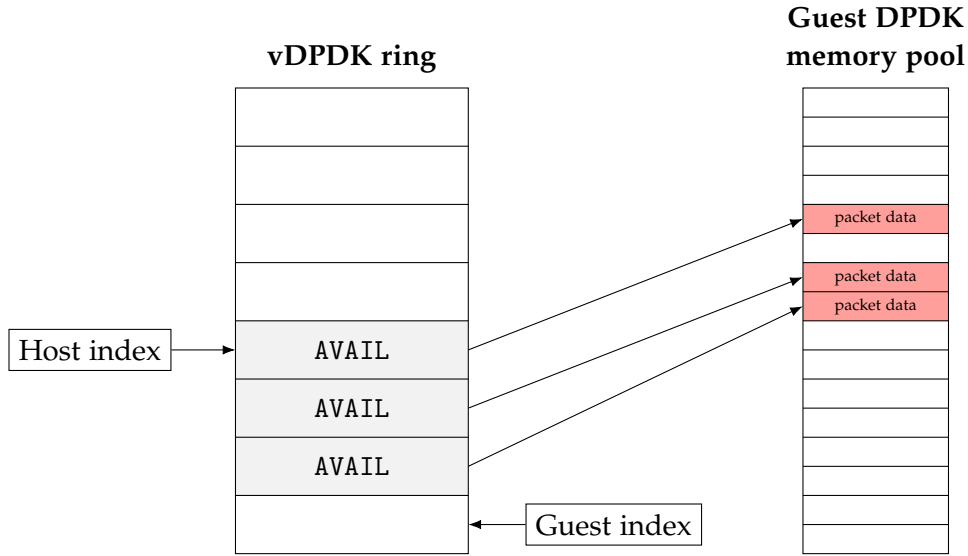 Guest DPDK
memory pool
vDPDK ring
packet data
packet data
packet data
Host index
AVAIL
AVAIL
AVAIL
Guest index